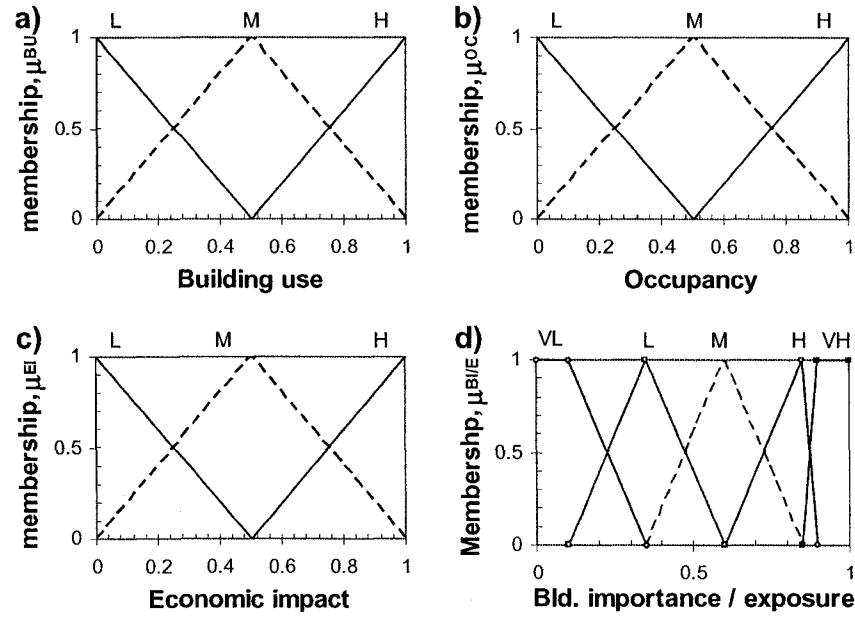 a) L M H
membership, μBU
1
0.5
0
0 0.2 0.4 0.6 0.8 1
Building use
b) L M H
membership, μOC
1
0.5
0
0 0.2 0.4 0.6 0.8 1
Occupancy
c) L M H
membership, μEI
1
0.5
0
0 0.2 0.4 0.6 0.8 1
Economic impact
d) VL L M H VH
Membershp, μBI/E
1
0.5
0
0 0.5 1
Bld. importance / exposure